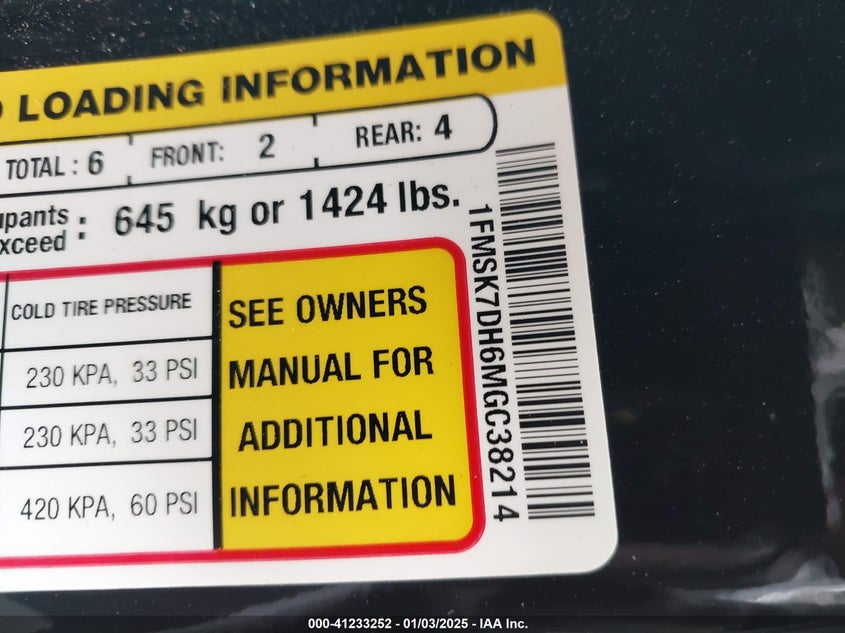 LOADING INFORMATION
TOTAL : 6 FRONT: 2 REAR: 4
645 kg or 1424 lbs.
COLD TIRE PRESSURE
230 KPA, 33 PSI
230 KPA, 33 PSI
420 KPA, 60 PSI
SEE OWNERS
MANUAL FOR
ADDITIONAL
INFORMATION
1FMSK7DH6MGC38214
000-41233252 - 01/03/2025 - IAA Inc.